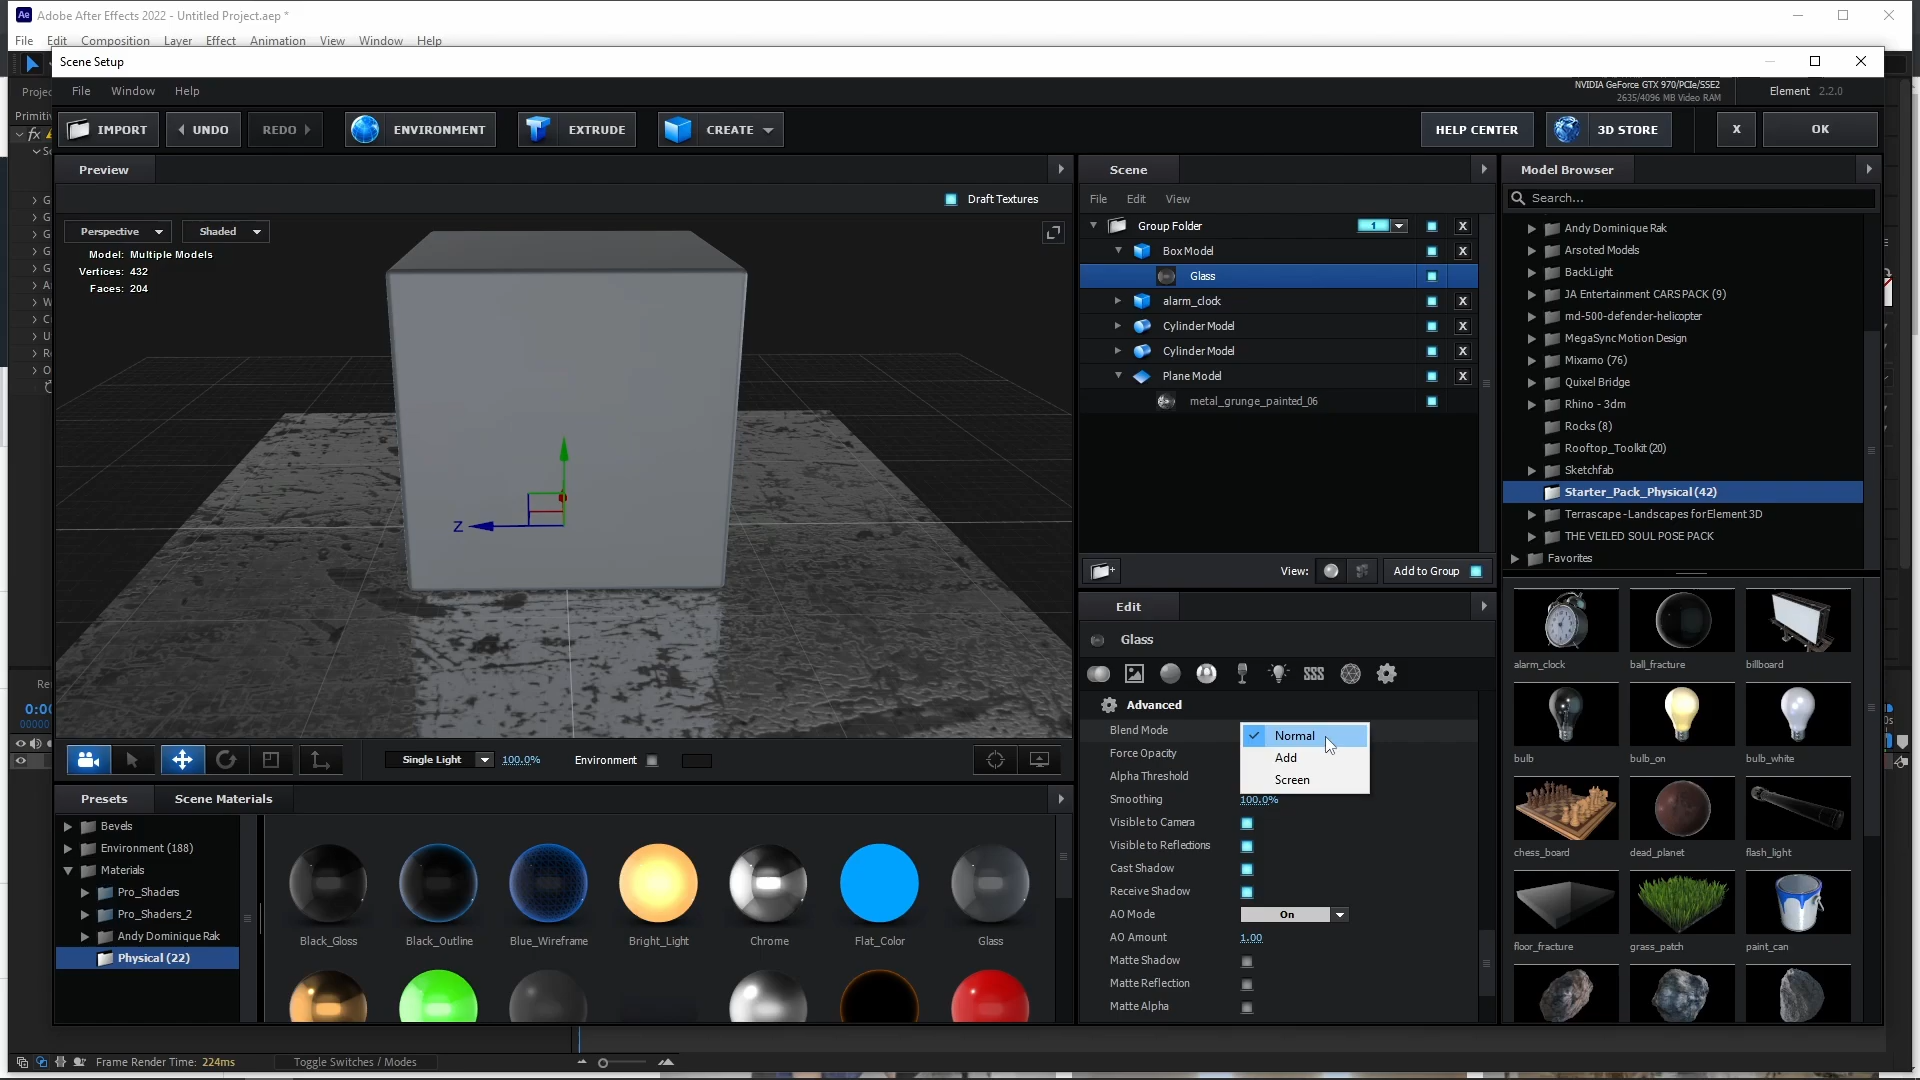 Ae Adobe After Effects 2022 - Untitled Project.aep *
File Edit Composition Layer Effect Animation View Window Help
Scene Setup
Projec
File Window Help
NVIDIA GeForce GTX 970/PCIe/SSE2
2635/4096 MB Video RAM
Element 2.2.0
Primitiv
IMPORT UNDO REDO ENVIRONMENT EXTRUDE CREATE HELP CENTER 3D STORE X OK
fx
Preview
Scene
Model Browser
Draft Textures
File Edit View
Search...
Perspective Shaded
Model: Multiple Models
Vertices: 432
Faces: 204
Z
Group Folder 1 X
Box Model X
Glass
alarm_clock X
Cylinder Model X
Cylinder Model X
Plane Model X
metal_grunge_painted_06
View: Add to Group
Andy Dominique Rak
Arsoted Models
BackLight
JA Entertainment CARS PACK (9)
md-500-defender-helicopter
MegaSync Motion Design
Mixamo (76)
Quixel Bridge
Rhino - 3dm
Rocks (8)
Rooftop_Toolkit (20)
Sketchfab
Starter_Pack_Physical (42)
Terrascape - Landscapes for Element 3D
THE VEILED SOUL POSE PACK
Favorites
Edit
Glass
SSS
Advanced
Blend Mode
Normal
Add
Screen
Force Opacity
Alpha Threshold
Smoothing 100.0%
Visible to Camera
Visible to Reflections
Cast Shadow
Receive Shadow
AO Mode On
AO Amount 1.00
Matte Shadow
Matte Reflection
Matte Alpha
alarm_clock ball_fracture billboard
bulb bulb_on bulb_white
chess_board dead_planet flash_light
floor_fracture grass_patch paint_can
Single Light 100.0% Environment
Presets Scene Materials
Bevels
Environment (188)
Materials
Pro_Shaders
Pro_Shaders_2
Andy Dominique Rak
Physical (22)
Black_Gloss Black_Outline Blue_Wireframe Bright_Light Chrome Flat_Color Glass
Re
0:00
00000
Frame Render Time: 224ms Toggle Switches / Modes